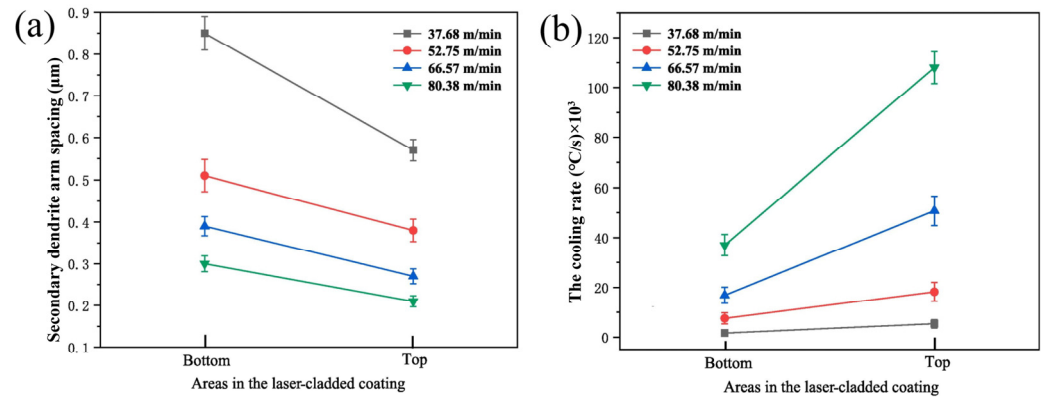 (a)
37.68 m/min
52.75 m/min
66.57 m/min
80.38 m/min
Secondary dendrite arm spacing (μm)
0.9
0.8
0.7
0.6
0.5
0.4
0.3
0.2
0.1
Bottom
Top
Areas in the laser-cladded coating
(b)
37.68 m/min
52.75 m/min
66.57 m/min
80.38 m/min
The cooling rate (°C/s)×10³
120
100
80
60
40
20
0
Bottom
Top
Areas in the laser-cladded coating